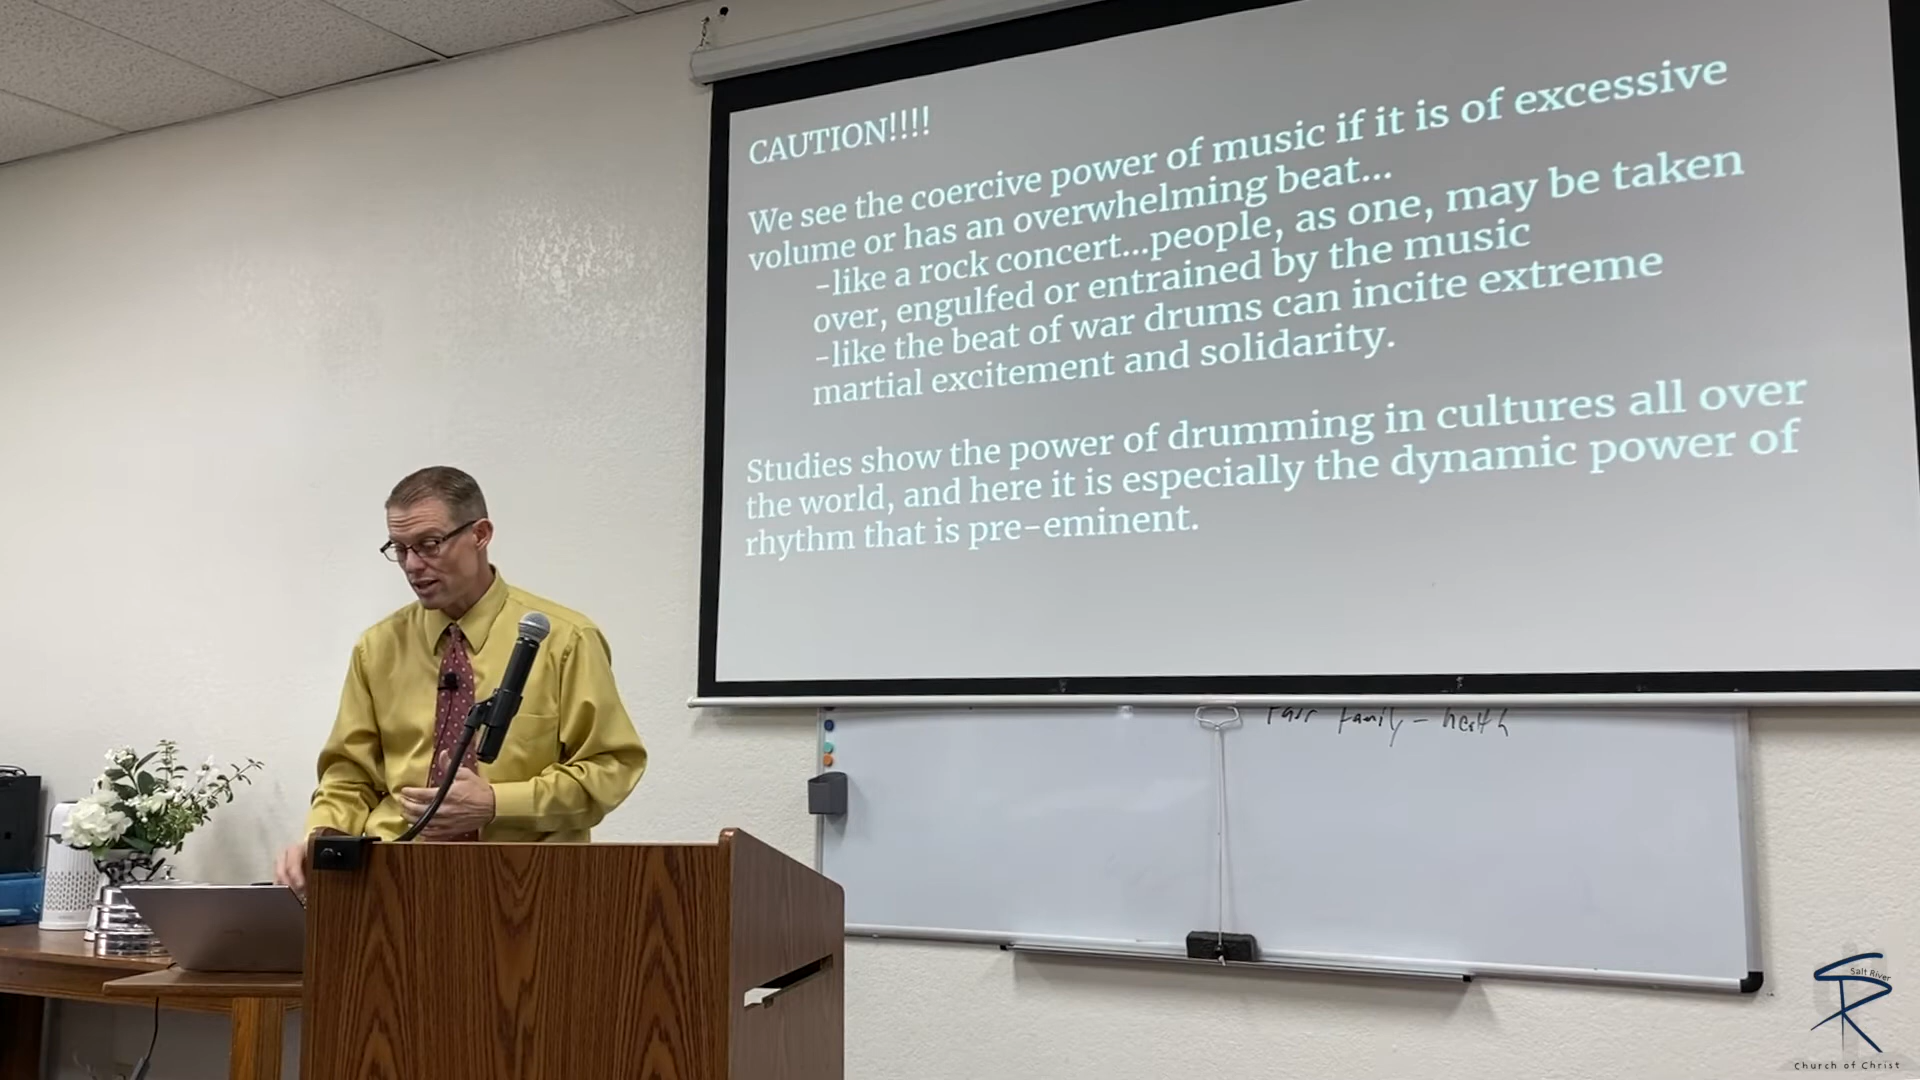 CAUTION!!!!
We see the coercive power of music if it is of excessive
volume or has an overwhelming beat...
-like a rock concert...people, as one, may be taken
over, engulfed or entrained by the music
-like the beat of war drums can incite extreme
martial excitement and solidarity.
Studies show the power of drumming in cultures all over
the world, and here it is especially the dynamic power of
rhythm that is pre-eminent.
family -
Salt River
Church of Christ